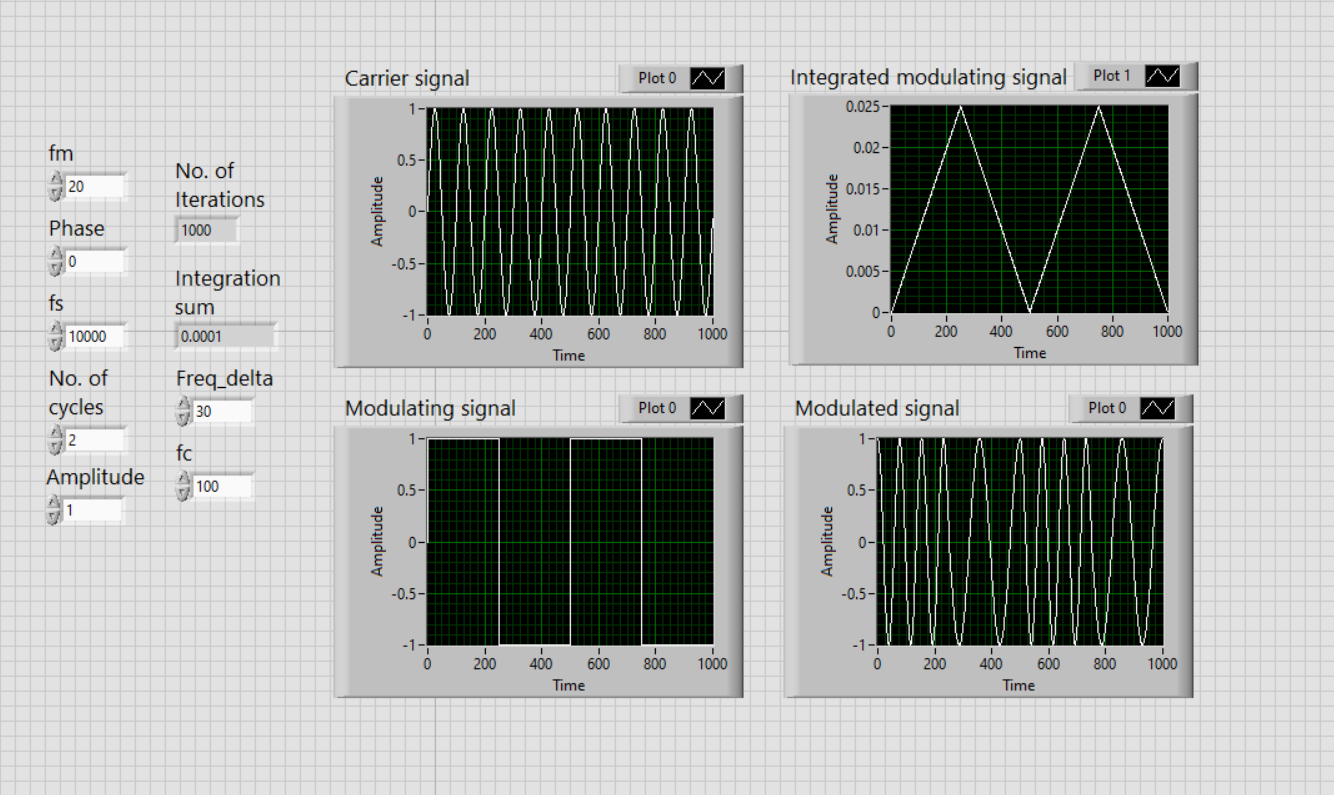 fm
20
Phase
0
fs
10000
No. of
cycles
2
Amplitude
1
No. of
Iterations
1000
Integration
sum
0.0001
Freq_delta
30
fc
100
Carrier signal
Plot 0
Amplitude
1
0.5
0
-0.5
-1
0 200 400 600 800 1000
Time
Integrated modulating signal
Plot 1
Amplitude
0.025
0.02
0.015
0.01
0.005
0
0 200 400 600 800 1000
Time
Modulating signal
Plot 0
Amplitude
1
0.5
0
-0.5
-1
0 200 400 600 800 1000
Time
Modulated signal
Plot 0
Amplitude
1
0.5
0
-0.5
-1
0 200 400 600 800 1000
Time